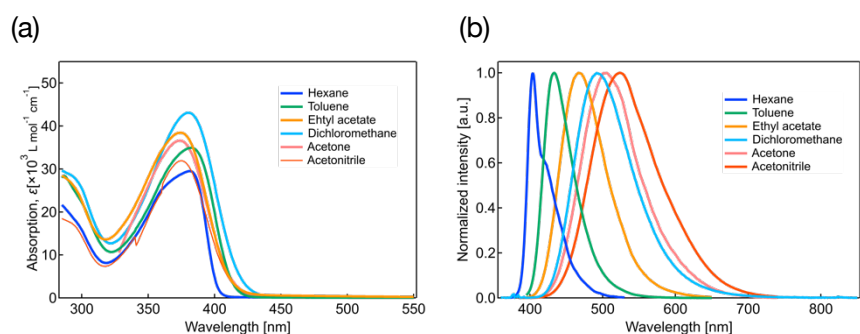 (a)
Absorption, ε[×10³ L mol⁻¹ cm⁻¹]
50
40
30
20
10
0
300
350
400
450
500
550
Wavelength [nm]
Hexane
Toluene
Ehtyl acetate
Dichloromethane
Acetone
Acetonitrile
(b)
Normalized intensity [a.u.]
1.0
0.8
0.6
0.4
0.2
0.0
400
500
600
700
800
Wavelength [nm]
Hexane
Toluene
Ethyl acetate
Dichloromethane
Acetone
Acetonitrile